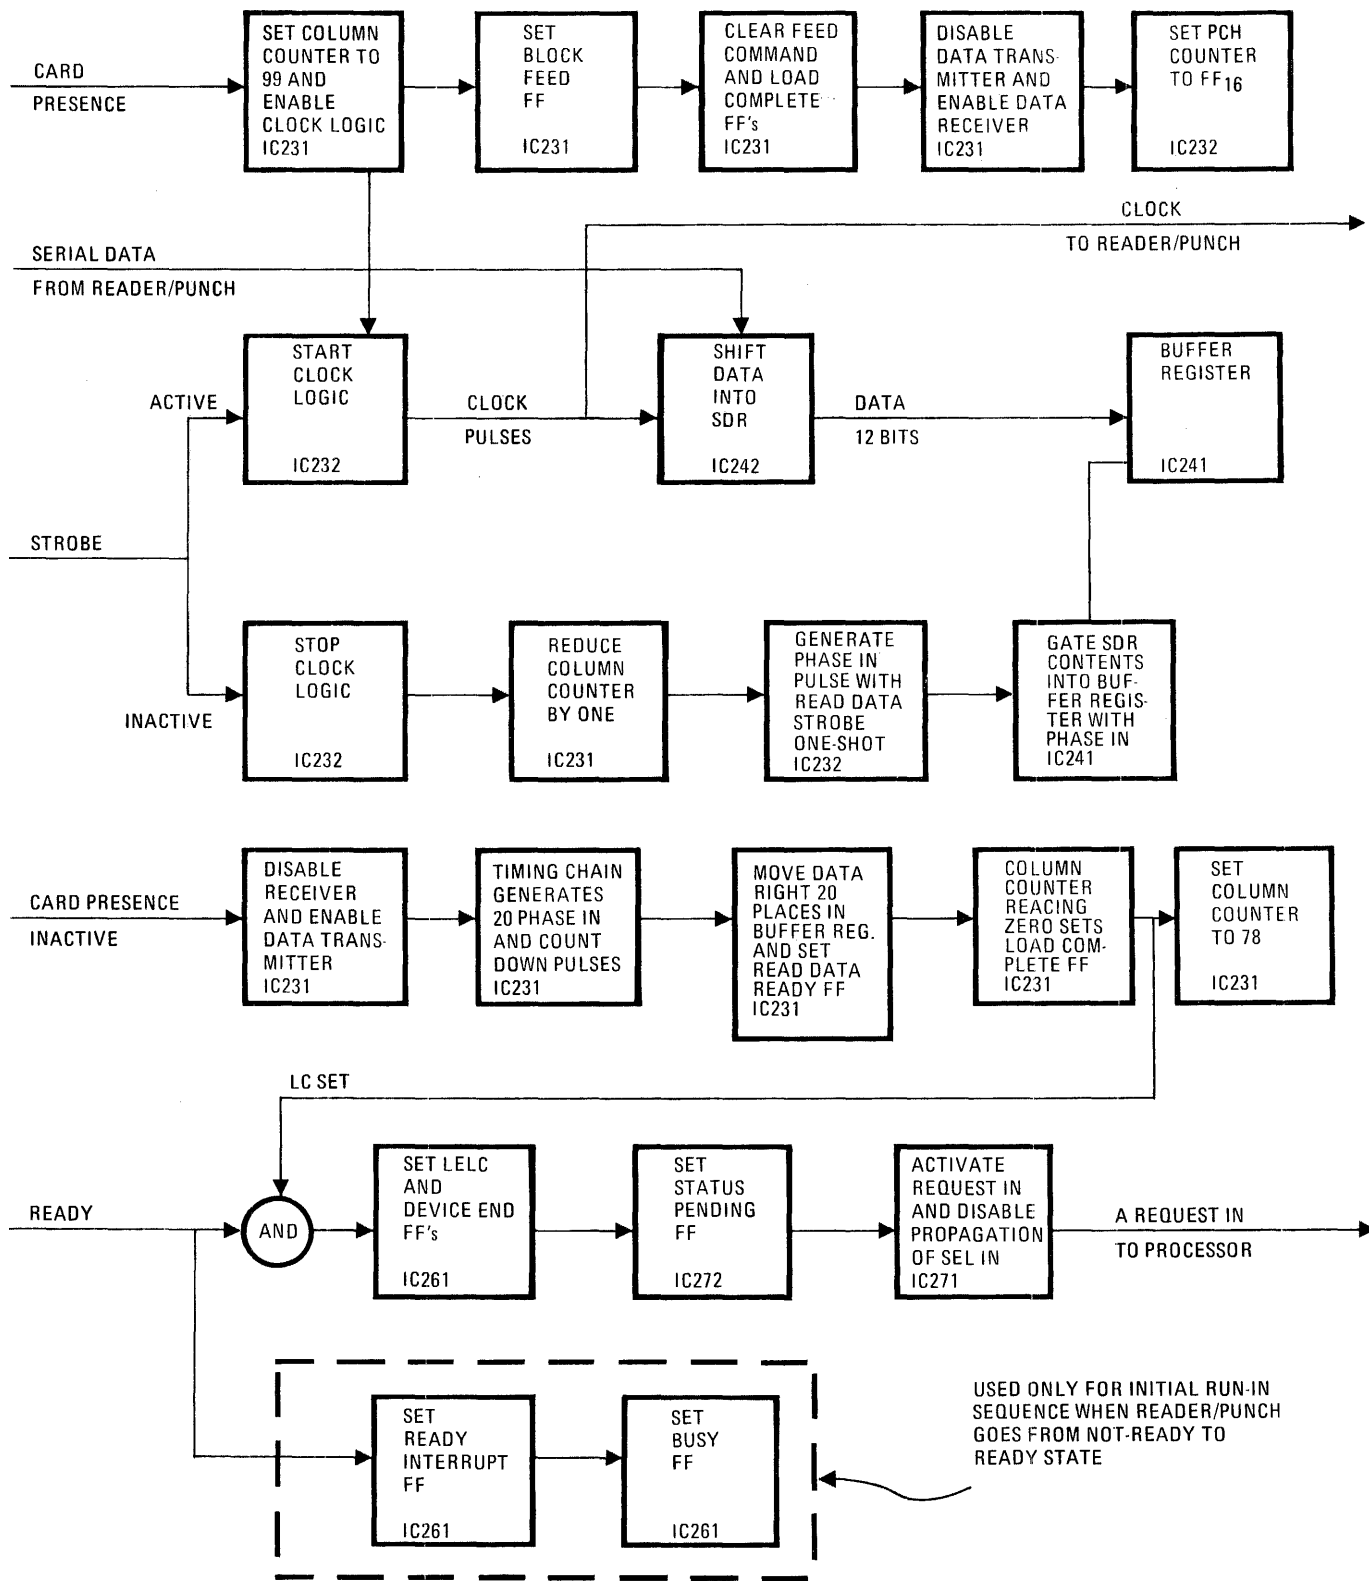 CARD
PRESENCE
SET COLUMN
COUNTER TO
99 AND
ENABLE
CLOCK LOGIC
IC231
SET
BLOCK
FEED
FF
IC231
CLEAR FEED
COMMAND
AND LOAD
COMPLETE
FF's
IC231
DISABLE
DATA TRANS-
MITTER AND
ENABLE DATA
RECEIVER
IC231
SET PCH
COUNTER
TO FF16
IC232
CLOCK
TO READER/PUNCH
SERIAL DATA
FROM READER/PUNCH
ACTIVE
START
CLOCK
LOGIC
IC232
CLOCK
PULSES
SHIFT
DATA
INTO
SDR
IC242
DATA
12 BITS
BUFFER
REGISTER
IC241
STROBE
INACTIVE
STOP
CLOCK
LOGIC
IC232
REDUCE
COLUMN
COUNTER
BY ONE
IC231
GENERATE
PHASE IN
PULSE WITH
READ DATA
STROBE
ONE-SHOT
IC232
GATE SDR
CONTENTS
INTO BUF-
FER REGIS-
TER WITH
PHASE IN
IC241
CARD PRESENCE
INACTIVE
DISABLE
RECEIVER
AND ENABLE
DATA TRANS-
MITTER
IC231
TIMING CHAIN
GENERATES
20 PHASE IN
AND COUNT
DOWN PULSES
IC231
MOVE DATA
RIGHT 20
PLACES IN
BUFFER REG.
AND SET
READ DATA
READY FF
IC231
COLUMN
COUNTER
REACING
ZERO SETS
LOAD COM-
PLETE FF
IC231
SET
COLUMN
COUNTER
TO 78
IC231
LC SET
READY
AND
SET LELC
AND
DEVICE END
FF's
IC261
SET
STATUS
PENDING
FF
IC272
ACTIVATE
REQUEST IN
AND DISABLE
PROPAGATION
OF SEL IN
IC271
A REQUEST IN
TO PROCESSOR
SET
READY
INTERRUPT
FF
IC261
SET
BUSY
FF
IC261
USED ONLY FOR INITIAL RUN-IN
SEQUENCE WHEN READER/PUNCH
GOES FROM NOT-READY TO
READY STATE